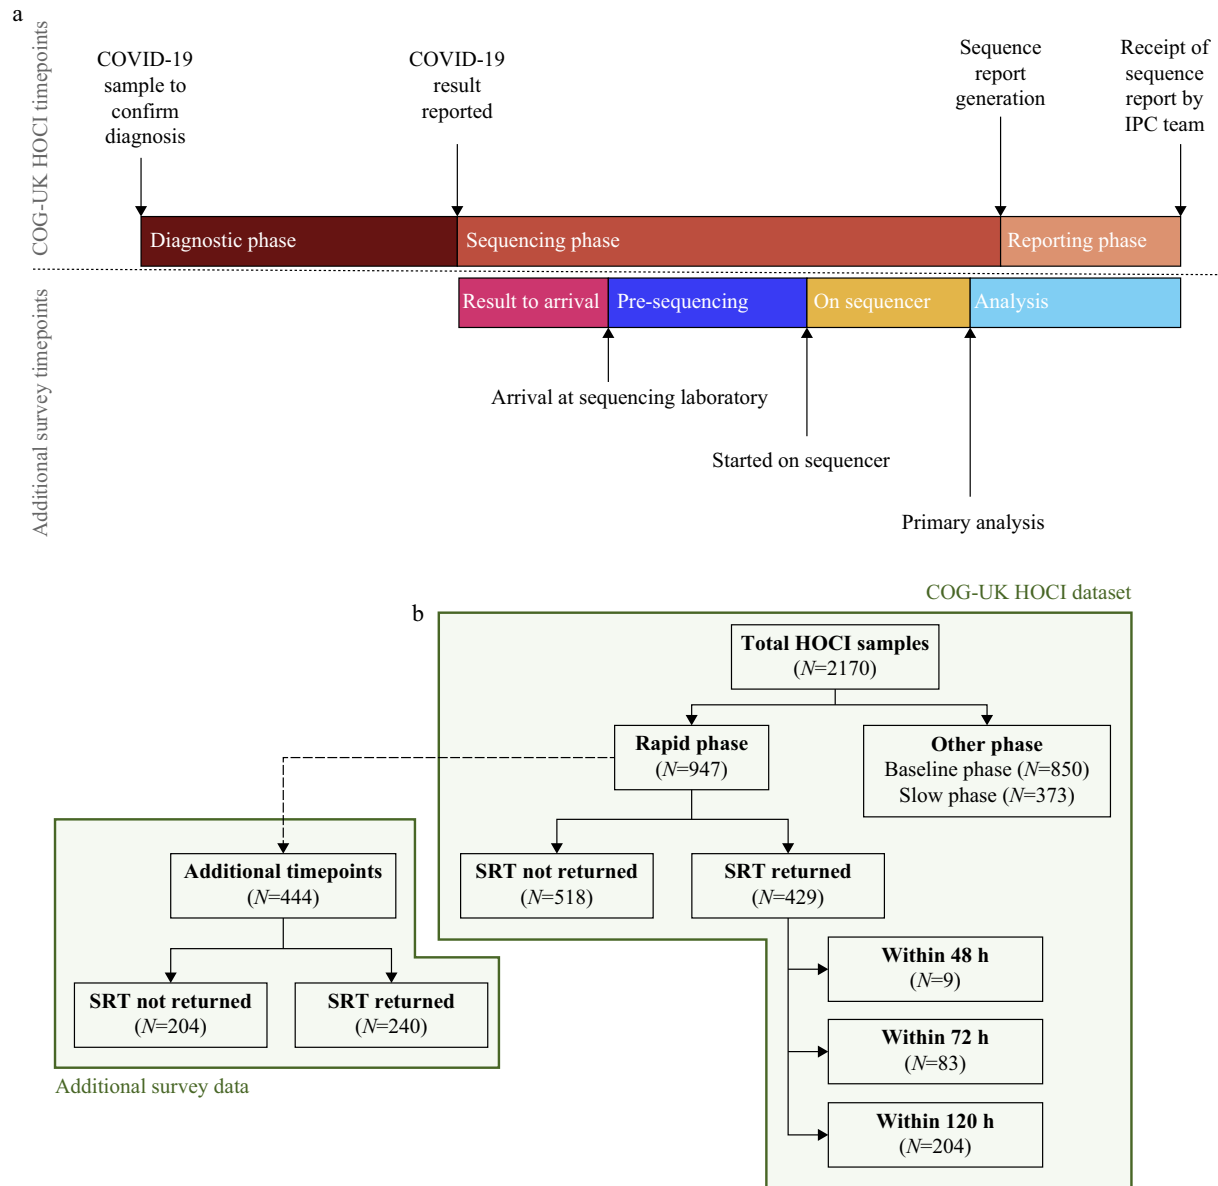 a
COG-UK HOCI timepoints
COVID-19
sample to
confirm
diagnosis
COVID-19
result
reported
Sequence
report
generation
Receipt of
sequence
report by
IPC team
Diagnostic phase
Sequencing phase
Reporting phase
Additional survey timepoints
Result to arrival
Pre-sequencing
On sequencer
Analysis
Arrival at sequencing laboratory
Started on sequencer
Primary analysis
b
COG-UK HOCI dataset
Total HOCI samples
(N=2170)
Rapid phase
(N=947)
Other phase
Baseline phase (N=850)
Slow phase (N=373)
Additional timepoints
(N=444)
SRT not returned
(N=518)
SRT returned
(N=429)
Within 48 h
(N=9)
SRT not returned
(N=204)
SRT returned
(N=240)
Within 72 h
(N=83)
Additional survey data
Within 120 h
(N=204)